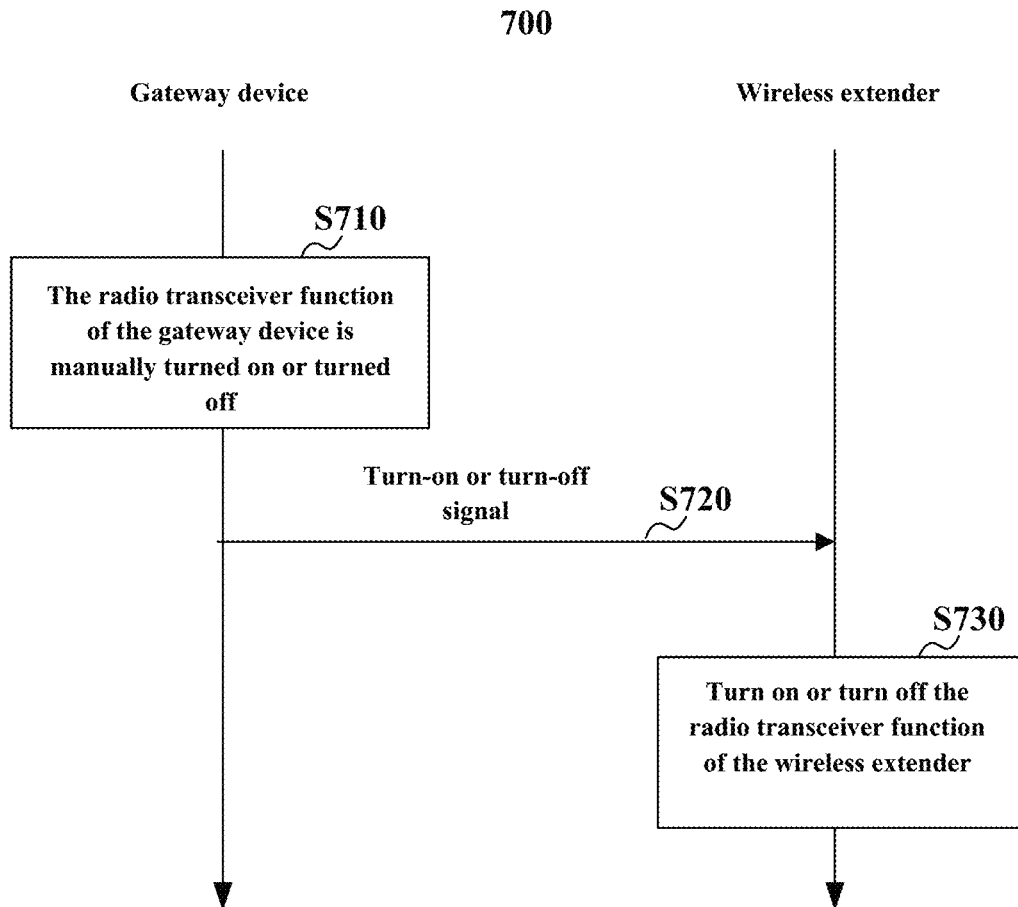 700
Gateway device
Wireless extender
S710
The radio transceiver function
of the gateway device is
manually turned on or turned
off
Turn-on or turn-off
signal
S720
S730
Turn on or turn off the
radio transceiver function
of the wireless extender